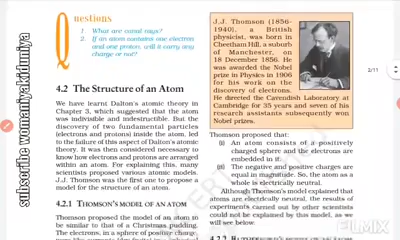 subscribe womaniya ki duniya
Questions
1. What are canal rays?
2. If an atom contains one electron
and one proton, will it carry any
charge or not?
4.2 The Structure of an Atom
We have learnt Dalton's atomic theory in
Chapter 3, which suggested that the atom
was indivisible and indestructible. But the
discovery of two fundamental particles
(electrons and protons) inside the atom, led
to the failure of this aspect of Dalton's atomic
theory. It was then considered necessary to
know how electrons and protons are arranged
within an atom. For explaining this, many
scientists proposed various atomic models.
J.J. Thomson was the first one to propose a
model for the structure of an atom.
4.2.1 THOMSON'S MODEL OF AN ATOM
Thomson proposed the model of an atom to
be similar to that of a Christmas pudding.
The electrons, in a sphere of positive charge,
J.J. Thomson (1856-
1940), a British
physicist, was born in
Cheetham Hill, a suburb
of Manchester, on
18 December 1856. He
was awarded the Nobel
prize in Physics in 1906
for his work on the
discovery of electrons.
He directed the Cavendish Laboratory at
Cambridge for 35 years and seven of his
research assistants subsequently won
Nobel prizes.
2/11
Thomson proposed that:
(i) An atom consists of a positively
charged sphere and the electrons are
embedded in it.
(ii) The negative and positive charges are
equal in magnitude. So, the atom as a
whole is electrically neutral.
Although Thomson's model explained that
atoms are electrically neutral, the results of
experiments carried out by other scientists
could not be explained by this model, as we
will see below.
4.2.2
FILMIX